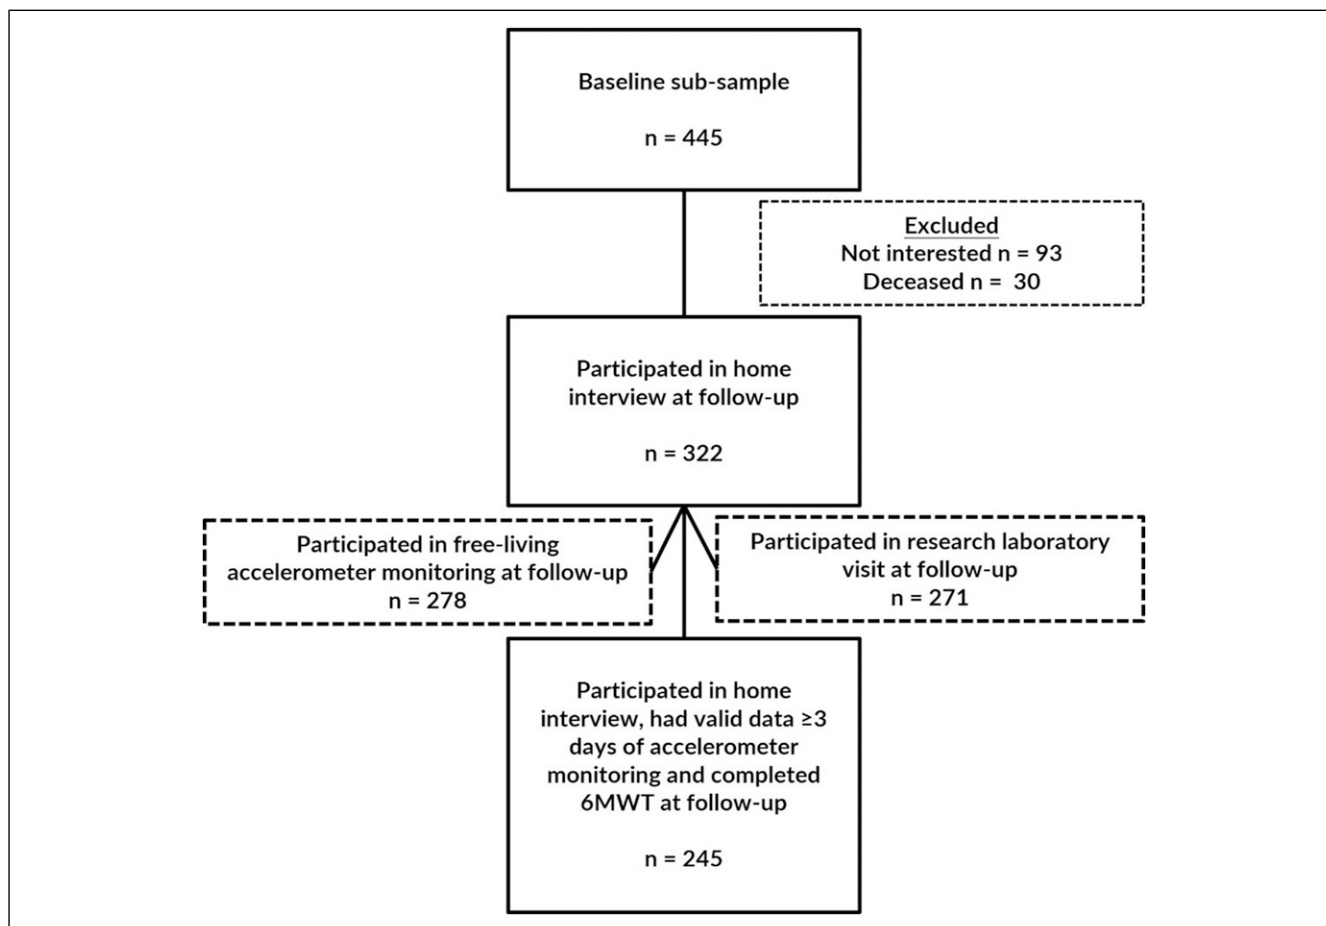 Baseline sub-sample
n = 445
Excluded
Not interested n = 93
Deceased n =  30
Participated in home
interview at follow-up
n = 322
Participated in free-living
accelerometer monitoring at follow-up
n = 278
Participated in research laboratory
visit at follow-up
n = 271
Participated in home
interview, had valid data ≥3
days of accelerometer
monitoring and completed
6MWT at follow-up
n = 245